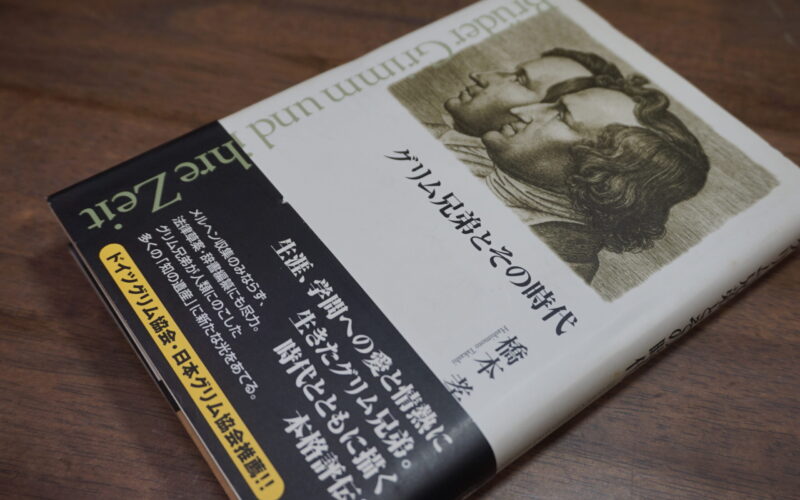 Brüder Grimm und ihre Zeit
グリム兄弟とその時代
橋本 孝
生涯、学問への愛と情熱に
生きたグリム兄弟。
時代とともに描く
本格評伝
メルヘン収集のみならず、
法律草案・辞書編纂にも尽力。
グリム兄弟が人類にのこした
多くの「知の遺産」に新たな光をあてる。
ドイツグリム協会・日本グリム協会推薦!!